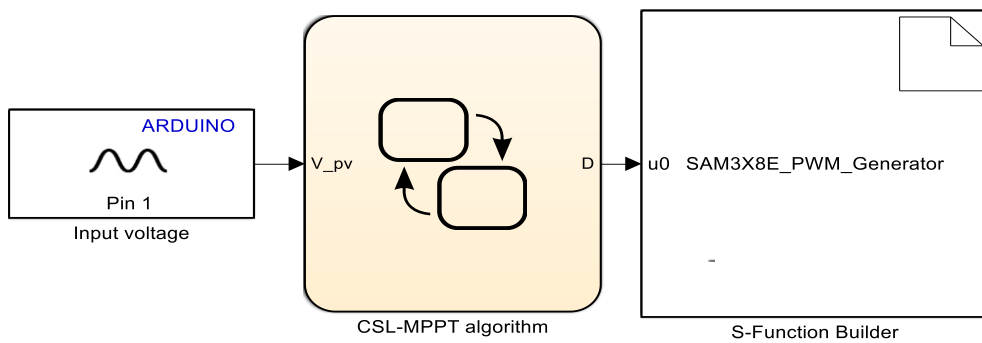 ARDUINO
Pin 1
Input voltage
V_pv
D
CSL-MPPT algorithm
u0 SAM3X8E_PWM_Generator
S-Function Builder